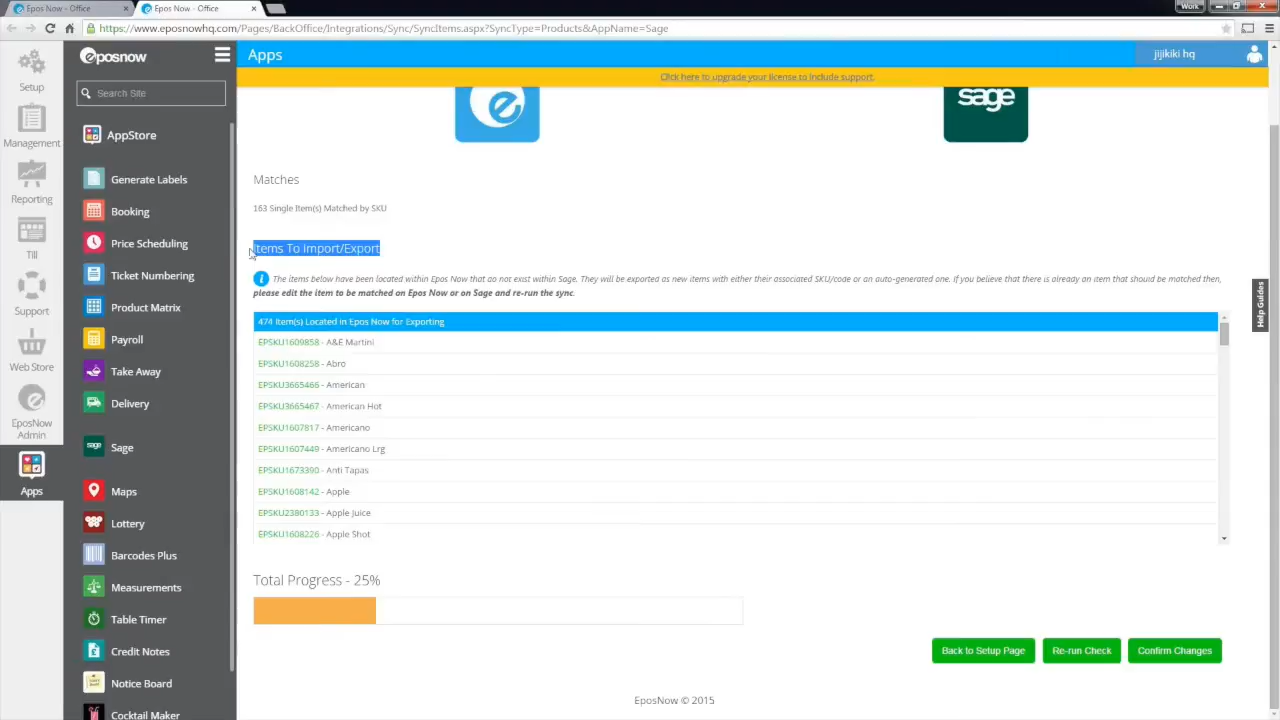 Epos Now - Office
Epos Now - Office
Work
https://www.eposnowhq.com/Pages/BackOffice/Integrations/Sync/SyncItems.aspx?SyncType=Products&AppName=Sage
eposnow
Apps
jijikiki hq
Click here to upgrade your license to include support.
Search Site
Setup
Management
Reporting
Till
Support
Web Store
EposNow
Admin
Apps
AppStore
Generate Labels
Booking
Price Scheduling
Ticket Numbering
Product Matrix
Payroll
Take Away
Delivery
sage
Sage
Maps
Lottery
Barcodes Plus
Measurements
Table Timer
Credit Notes
Notice Board
Cocktail Maker
sage
Matches
163 Single Item(s) Matched by SKU
Items To Import/Export
The items below have been located within Epos Now that do not exist within Sage. They will be exported as new items with either their associated SKU/code or an auto-generated one. If you believe that there is already an item that should be matched then,
please edit the item to be matched on Epos Now or on Sage and re-run the sync.
474 Item(s) Located in Epos Now for Exporting
EPSKU1609858 - A&E Martini
EPSKU1608258 - Abro
EPSKU3665466 - American
EPSKU3665467 - American Hot
EPSKU1607817 - Americano
EPSKU1607449 - Americano Lrg
EPSKU1673390 - Anti Tapas
EPSKU1608142 - Apple
EPSKU2380133 - Apple Juice
EPSKU1608226 - Apple Shot
Help Guides
Total Progress - 25%
Back to Setup Page
Re-run Check
Confirm Changes
EposNow © 2015